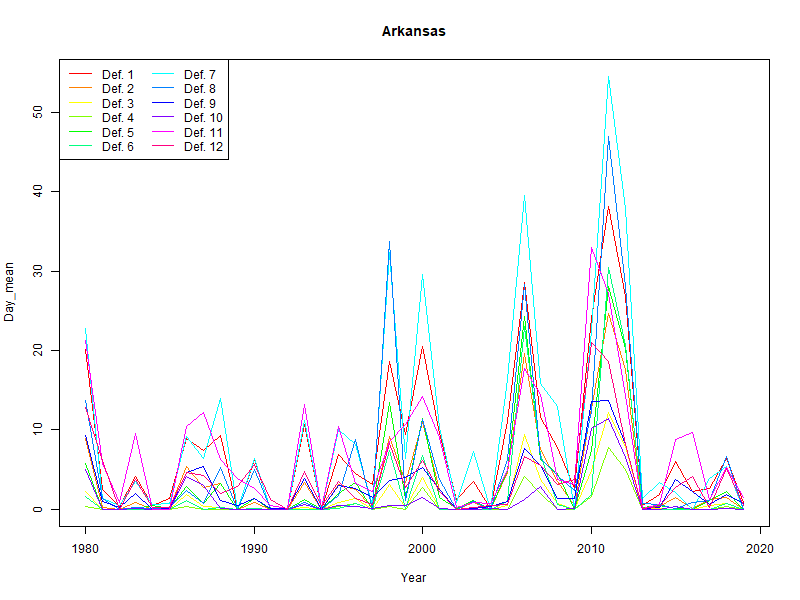 Arkansas
Def. 1 Def. 7
Def. 2 Def. 8
Def. 3 Def. 9
Def. 4 Def. 10
Def. 5 Def. 11
Def. 6 Def. 12
50
40
30
20
10
0
Day_mean
1980 1990 2000 2010 2020
Year